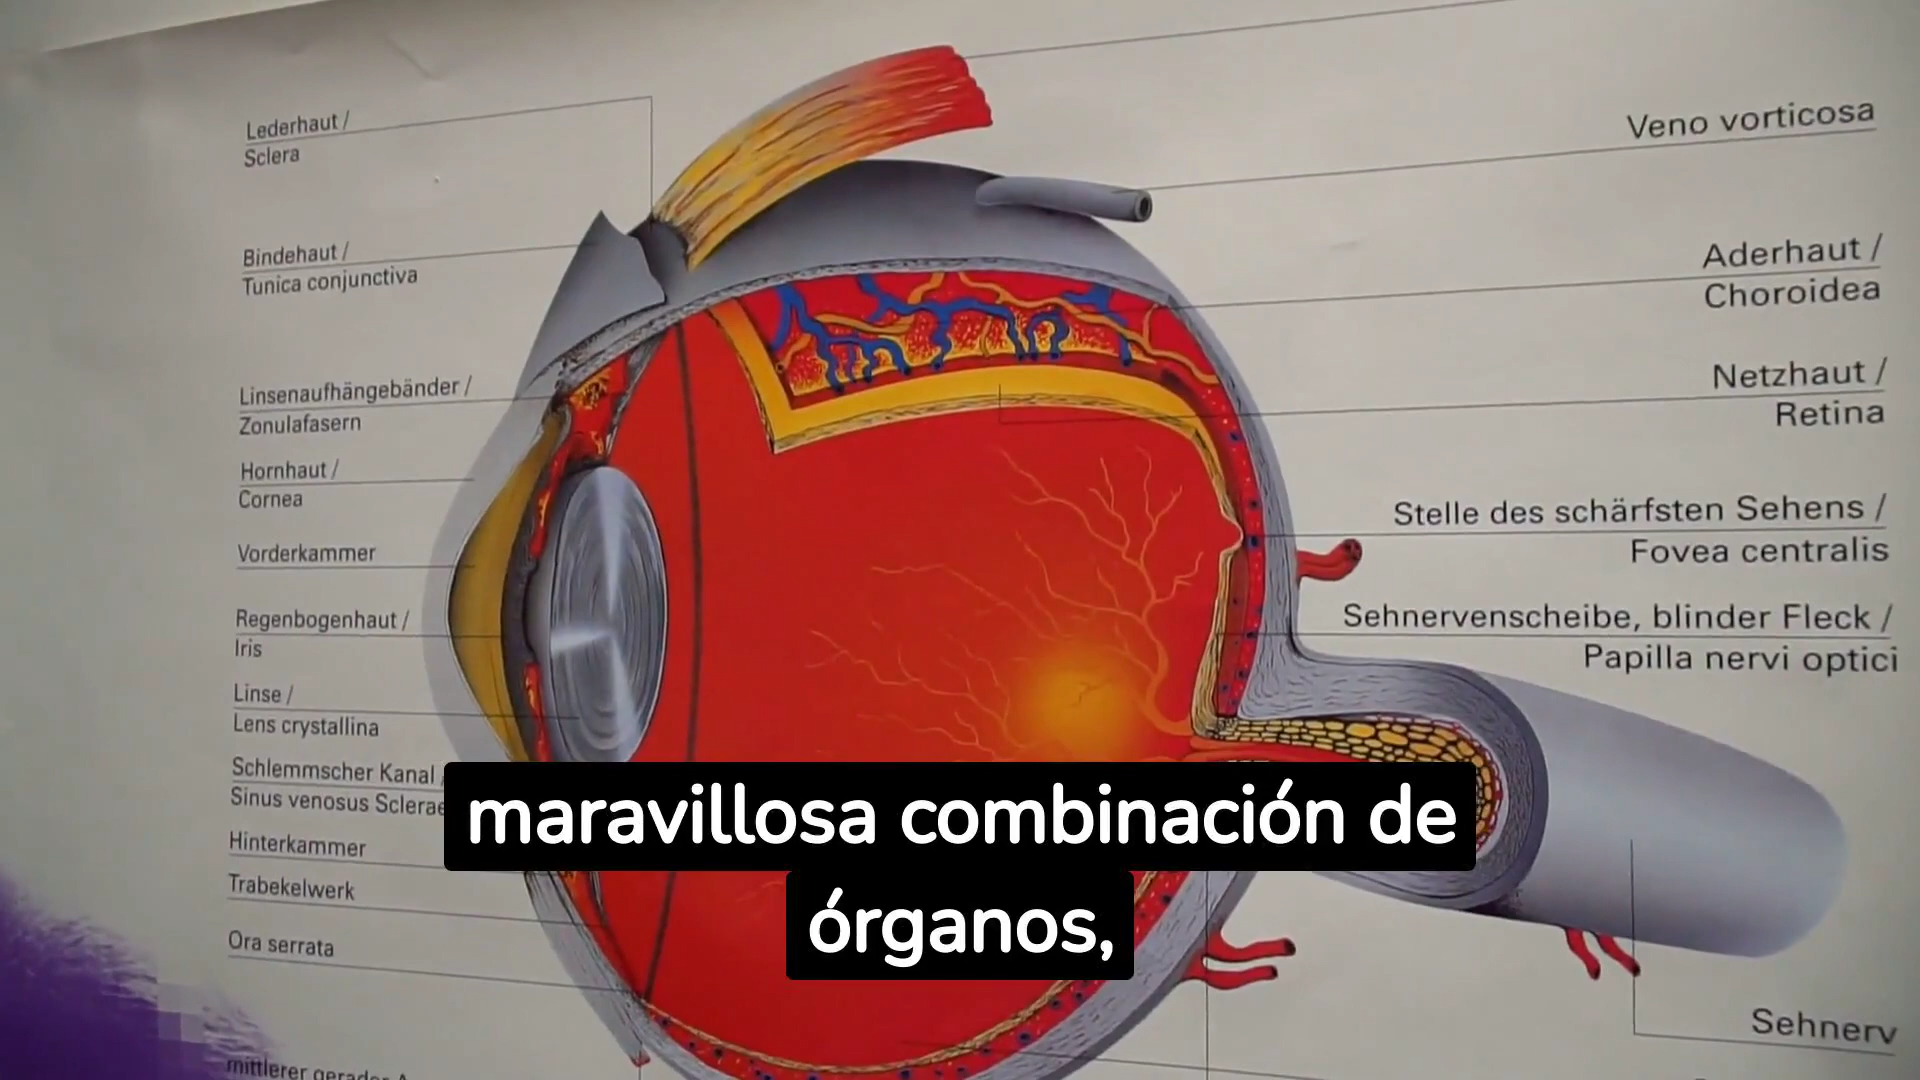 Lederhaut /
Sclera
Bindehaut /
Tunica conjunctiva
Linsenaufhängebänder /
Zonulafasern
Hornhaut /
Cornea
Vorderkammer
Regenbogenhaut /
Iris
Linse /
Lens crystallina
Schlemmscher Kanal
Sinus venosus Sclerae
Hinterkammer
Trabekelwerk
Ora serrata
mittlerer gerader
Veno vorticosa
Aderhaut /
Choroidea
Netzhaut /
Retina
Stelle des schärfsten Sehens /
Fovea centralis
Sehnervenscheibe, blinder Fleck /
Papilla nervi optici
Sehnerv
maravillosa combinación de
órganos,